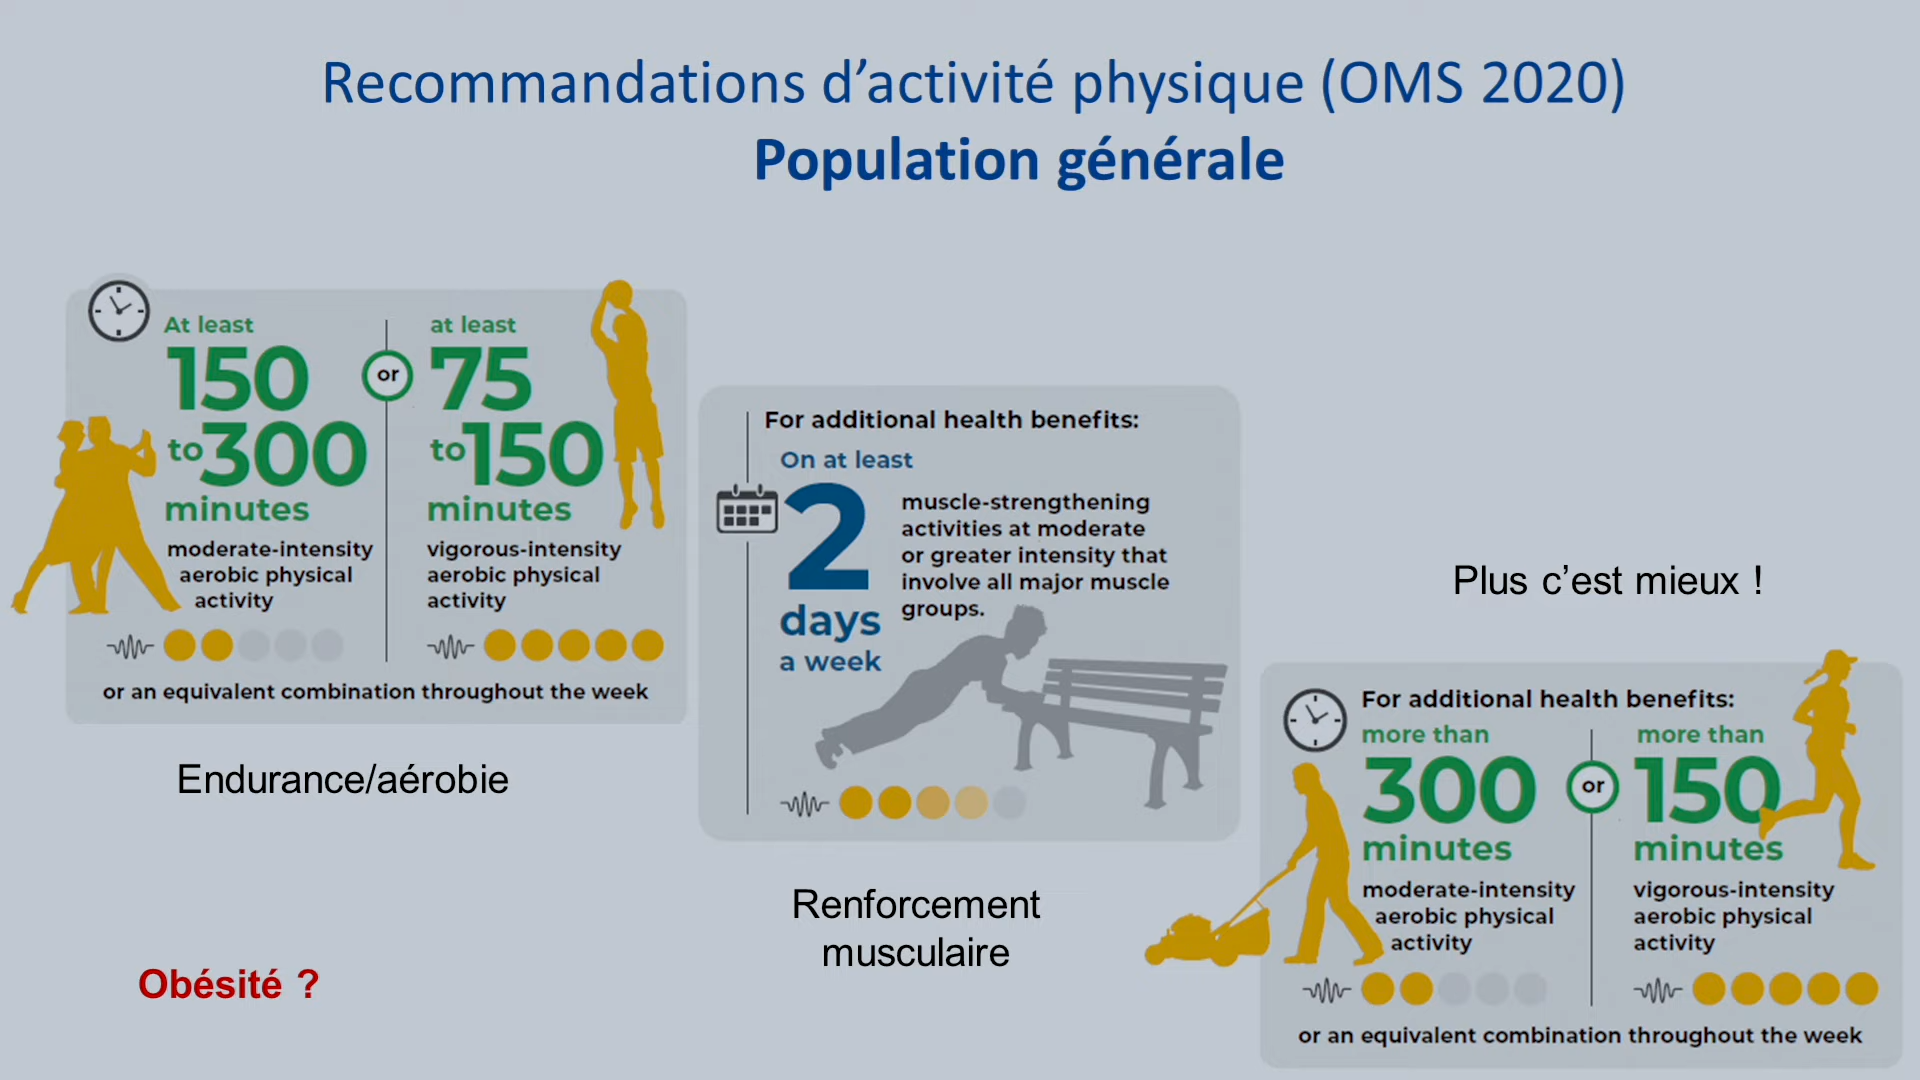 Recommandations d’activité physique (OMS 2020)
Population générale
At least
150
to 300
minutes
moderate-intensity
aerobic physical
activity
or
at least
75
to 150
minutes
vigorous-intensity
aerobic physical
activity
or an equivalent combination throughout the week
Endurance/aérobie
For additional health benefits:
On at least
2
days
a week
muscle-strengthening
activities at moderate
or greater intensity that
involve all major muscle
groups.
Renforcement
musculaire
Plus c’est mieux !
For additional health benefits:
more than
300
minutes
moderate-intensity
aerobic physical
activity
or
more than
150
minutes
vigorous-intensity
aerobic physical
activity
or an equivalent combination throughout the week
Obésité ?